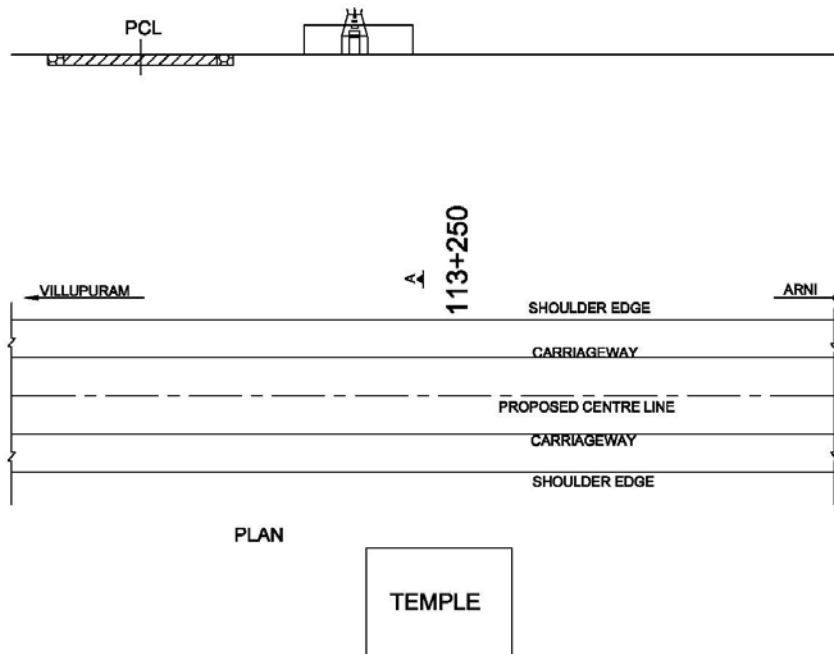 PCL
113+250
A
VILLUPURAM
ARNI
SHOULDER EDGE
CARRIAGEWAY
PROPOSED CENTRE LINE
CARRIAGEWAY
SHOULDER EDGE
PLAN
TEMPLE